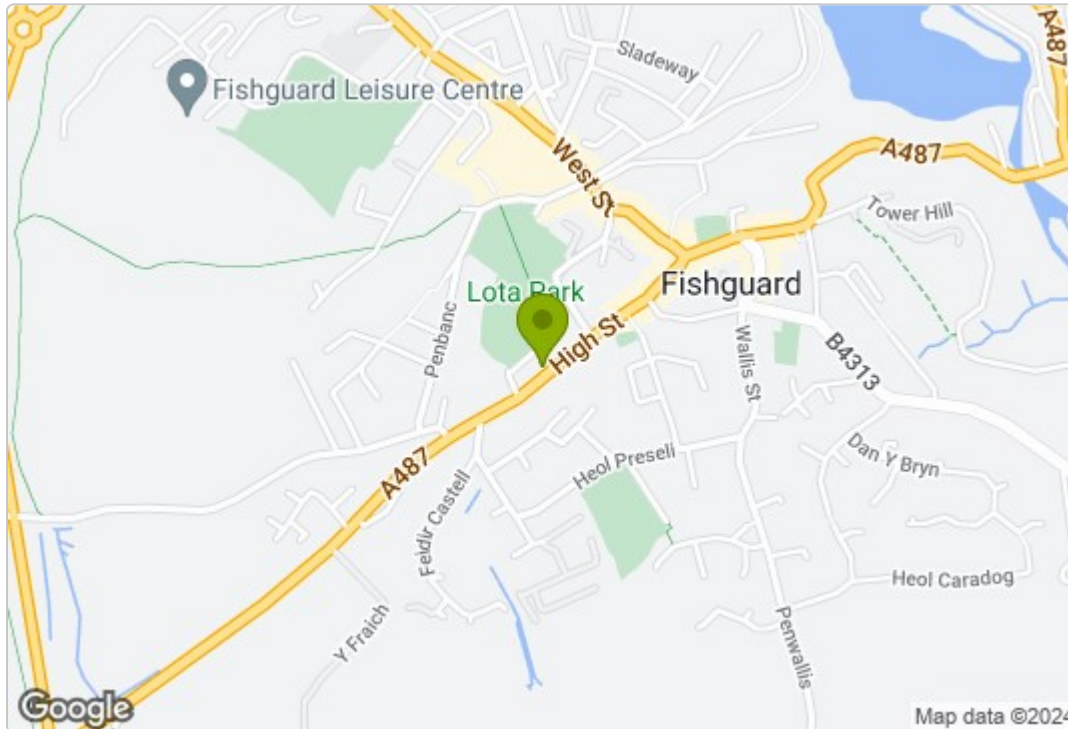 A487
Sladeway
Fishguard Leisure Centre
West St
A487
Tower Hill
Fishguard
Lota Park
Penbanc
High St
Wallis St
B4313
A487
Heol Preseli
Dan Y Bryn
Feidir Castell
Heol Caradog
Y Fraich
Penwallis
Google
Map data ©2024